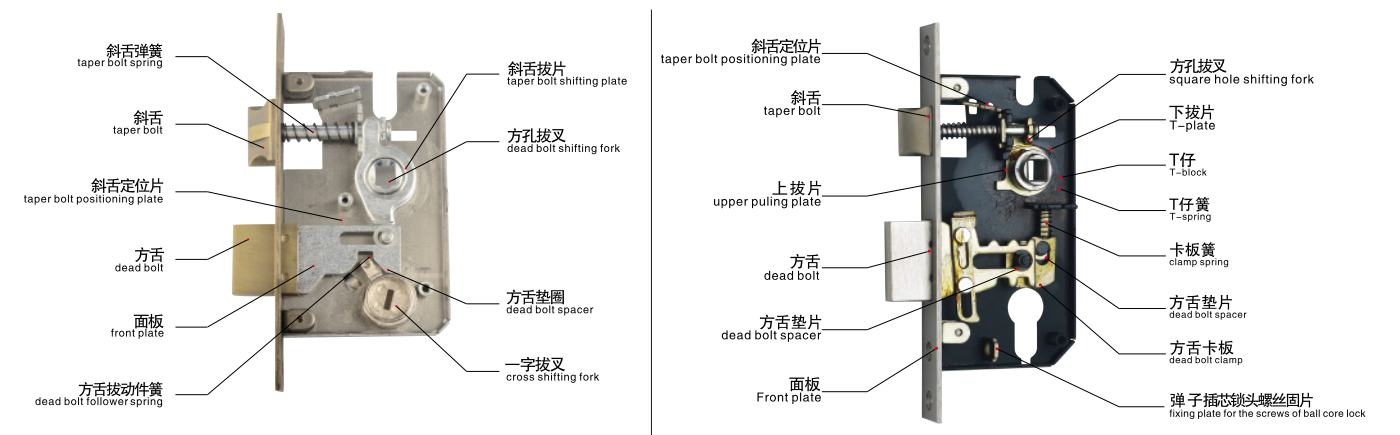 斜舌弹簧
taper bolt spring
斜舌
taper bolt
斜舌定位片
taper bolt positioning plate
方舌
dead bolt
面板
front plate
方舌拔动件簧
dead bolt follower spring
斜舌拔片
taper bolt shifting plate
方孔拔叉
dead bolt shifting fork
方舌垫圈
dead bolt spacer
一字拔叉
cross shifting fork
斜舌定位片
taper bolt positioning plate
斜舌
taper bolt
上拔片
upper puling plate
方舌
dead bolt
方舌垫片
dead bolt spacer
面板
Front plate
方孔拔叉
square hole shifting fork
下拔片
T-plate
T仔
T-block
T仔簧
T-spring
卡板簧
clamp spring
方舌垫片
dead bolt spacer
方舌卡板
dead bolt clamp
弹子插芯锁头螺丝固片
fixing plate for the screws of ball core lock